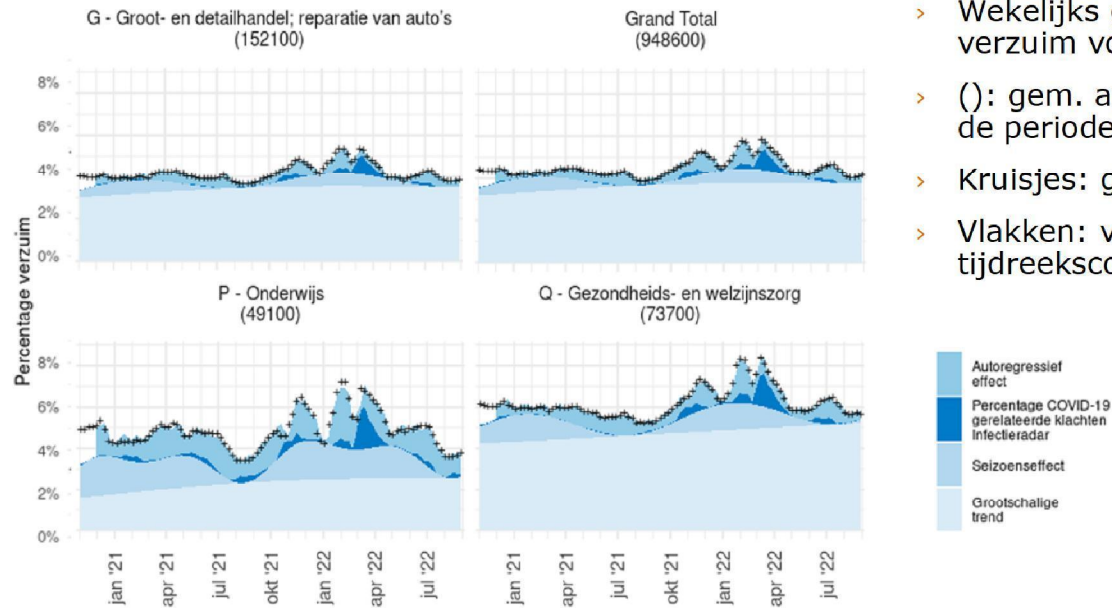 G - Groot- en detailhandel; reparatie van auto's
(152100)
Grand Total
(948600)
8%
6%
4%
2%
0%
Percentage verzuim
P - Onderwijs
(49100)
Q - Gezondheids- en welzijnszorg
(73700)
8%
6%
4%
2%
0%
jan '21
apr '21
jul '21
okt '21
jan '22
apr '22
jul '22
jan '21
apr '21
jul '21
okt '21
jan '22
apr '22
jul '22
› Wekelijks
verzuim
› (): gem.
de periode
› Kruisjes:
› Vlakken:
Autoregressief
effect
Percentage COVID-19
gerelateerde klachten
Infectieradar
Seizoenseffect
Grootschalige
trend